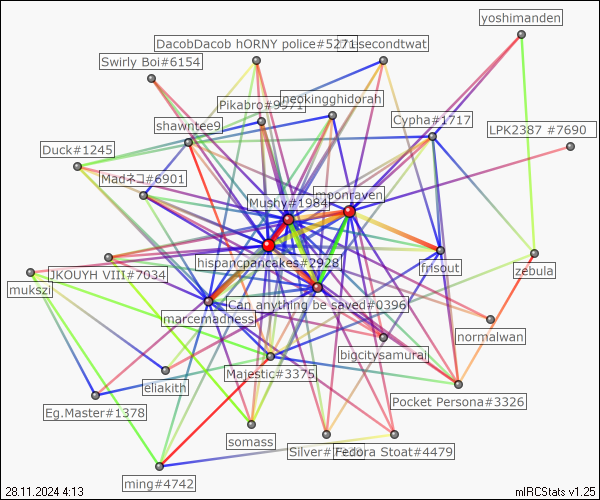 yoshimanden
DacobDacob hORNY police#5271
secondtwat
Swirly Boi#6154
neokingghidorah
Pikabro#9971
Cypha#1717
shawntee9
LPK2387 #7690
Duck#1245
Madネコ#6901
moonraven
Mushy#1984
hispancpancakes#2928
frisout
zebula
JKOUYH VIII#7034
mukszi
Can anything be saved#0396
marcemadness
normalwan
bigcitysamurai
Majestic#3375
eliakith
Pocket Persona#3326
Eg.Master#1378
somass
Fedora Stoat#4479
ming#4742
28.11.2024 4:13
mIRCStats v1.25